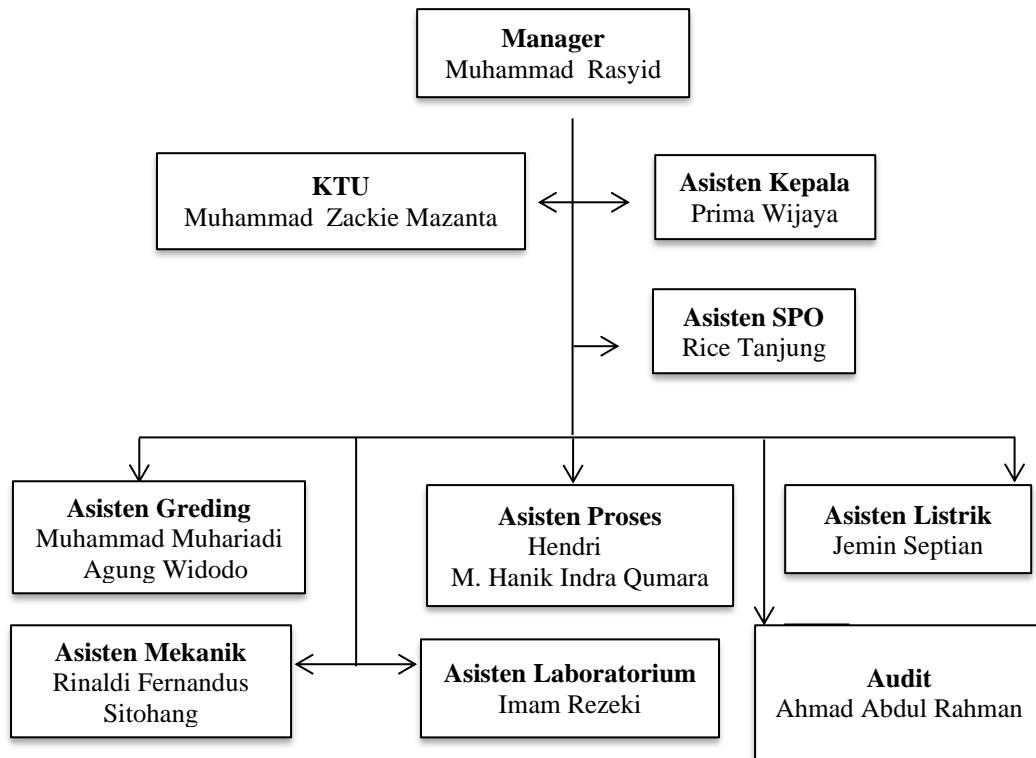 Manager
Muhammad Rasyid
KTU
Muhammad Zackie Mazanta
Asisten Kepala
Prima Wijaya
Asisten SPO
Rice Tanjung
Asisten Greding
Muhammad Muhariadi
Agung Widodo
Asisten Proses
Hendri
M. Hanik Indra Qumara
Asisten Listrik
Jemin Septian
Asisten Mekanik
Rinaldi Fernandus
Sitohang
Asisten Laboratorium
Imam Rezeki
Audit
Ahmad Abdul Rahman